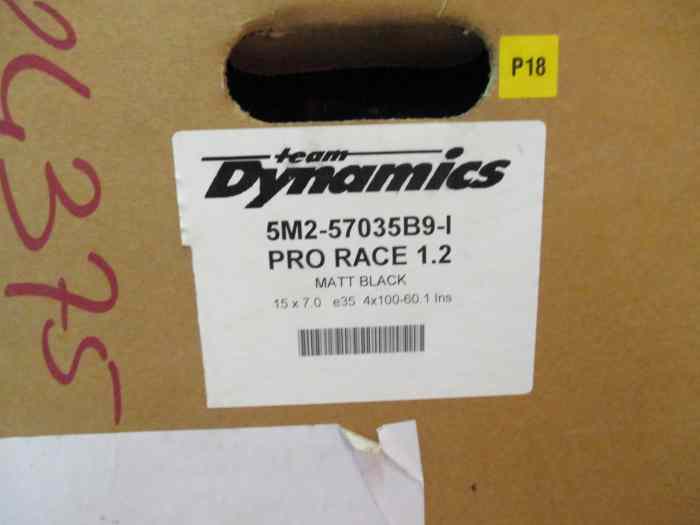 24375
P18
team
Dynamics
5M2-57035B9-I
PRO RACE 1.2
MATT BLACK
15 x 7.0 e35 4x100-60.1 Ins